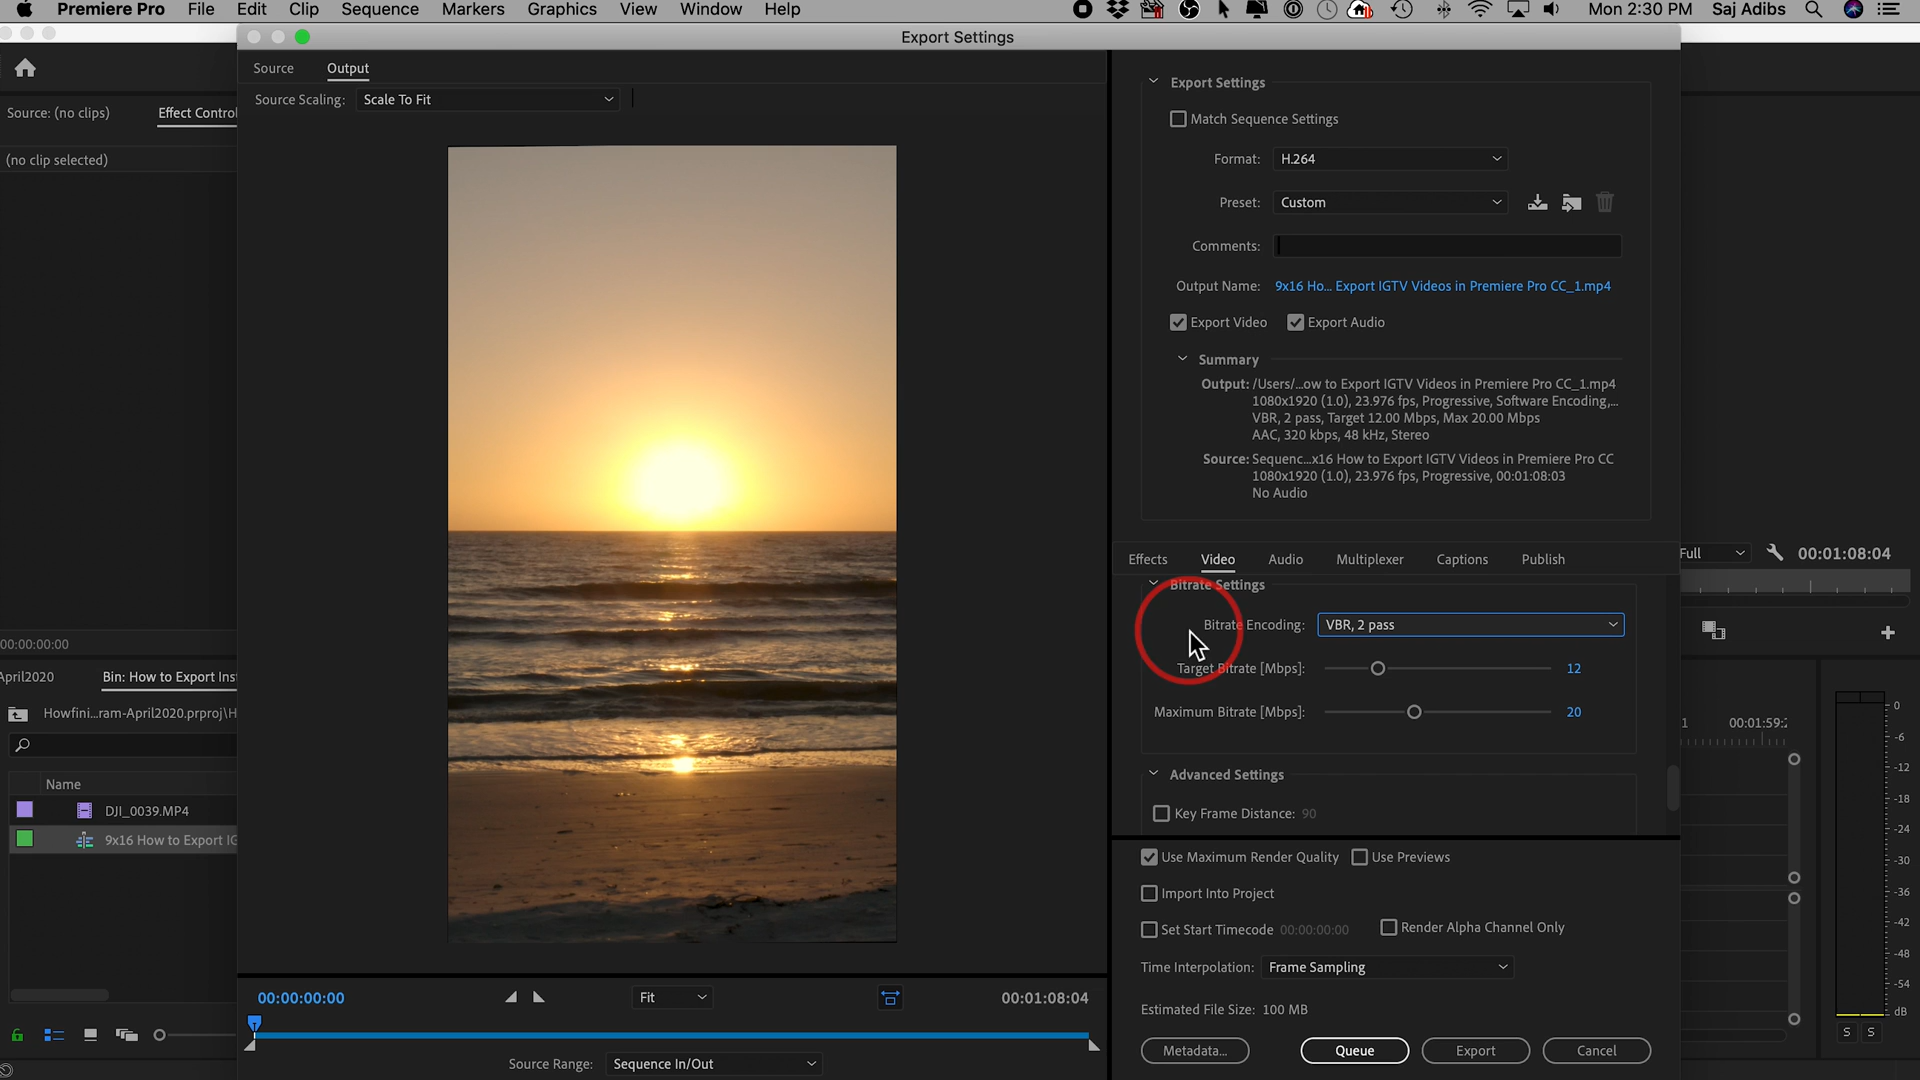 Premiere Pro File Edit Clip Sequence Markers Graphics View Window Help Mon 2:30 PM Saj Adibs
Export Settings
Source Output
Source Scaling: Scale To Fit
Source: (no clips) Effect Control
(no clip selected)
00:00:00:00
April2020 Bin: How to Export Ins
Howfini...ram-April2020.prproj\H
Name
DJI_0039.MP4
9x16 How to Export IG
Export Settings
Match Sequence Settings
Format: H.264
Preset: Custom
Comments:
Output Name: 9x16 Ho... Export IGTV Videos in Premiere Pro CC_1.mp4
Export Video Export Audio
Summary
Output: /Users/...ow to Export IGTV Videos in Premiere Pro CC_1.mp4
1080x1920 (1.0), 23.976 fps, Progressive, Software Encoding,...
VBR, 2 pass, Target 12.00 Mbps, Max 20.00 Mbps
AAC, 320 kbps, 48 kHz, Stereo
Source: Sequenc...x16 How to Export IGTV Videos in Premiere Pro CC
1080x1920 (1.0), 23.976 fps, Progressive, 00:01:08:03
No Audio
Effects Video Audio Multiplexer Captions Publish
Bitrate Settings
Bitrate Encoding: VBR, 2 pass
Target Bitrate [Mbps]: 12
Maximum Bitrate [Mbps]: 20
Advanced Settings
Key Frame Distance: 90
Use Maximum Render Quality Use Previews
Import Into Project
Set Start Timecode 00:00:00:00 Render Alpha Channel Only
Time Interpolation: Frame Sampling
Estimated File Size: 100 MB
Metadata... Queue Export Cancel
00:00:00:00 Fit 00:01:08:04
Source Range: Sequence In/Out
Full 00:01:08:04
1 00:01:59:2
0
-6
-12
-18
-24
-30
-36
-42
-48
-54
dB
S S